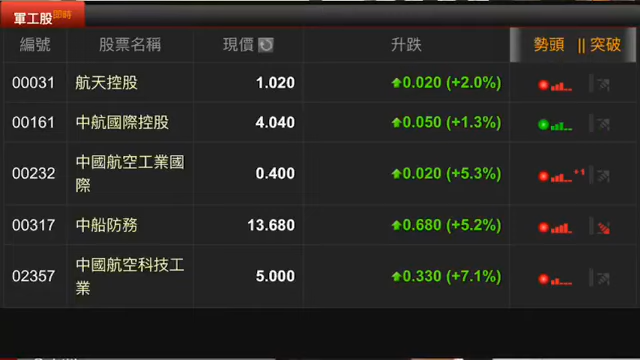 軍工股即時
編號 股票名稱 現價 升跌 勢頭 || 突破
00031 航天控股 1.020 0.020 (+2.0%)
00161 中航國際控股 4.040 0.050 (+1.3%)
00232 中國航空工業國際 0.400 0.020 (+5.3%) +1
00317 中船防務 13.680 0.680 (+5.2%)
02357 中國航空科技工業 5.000 0.330 (+7.1%)